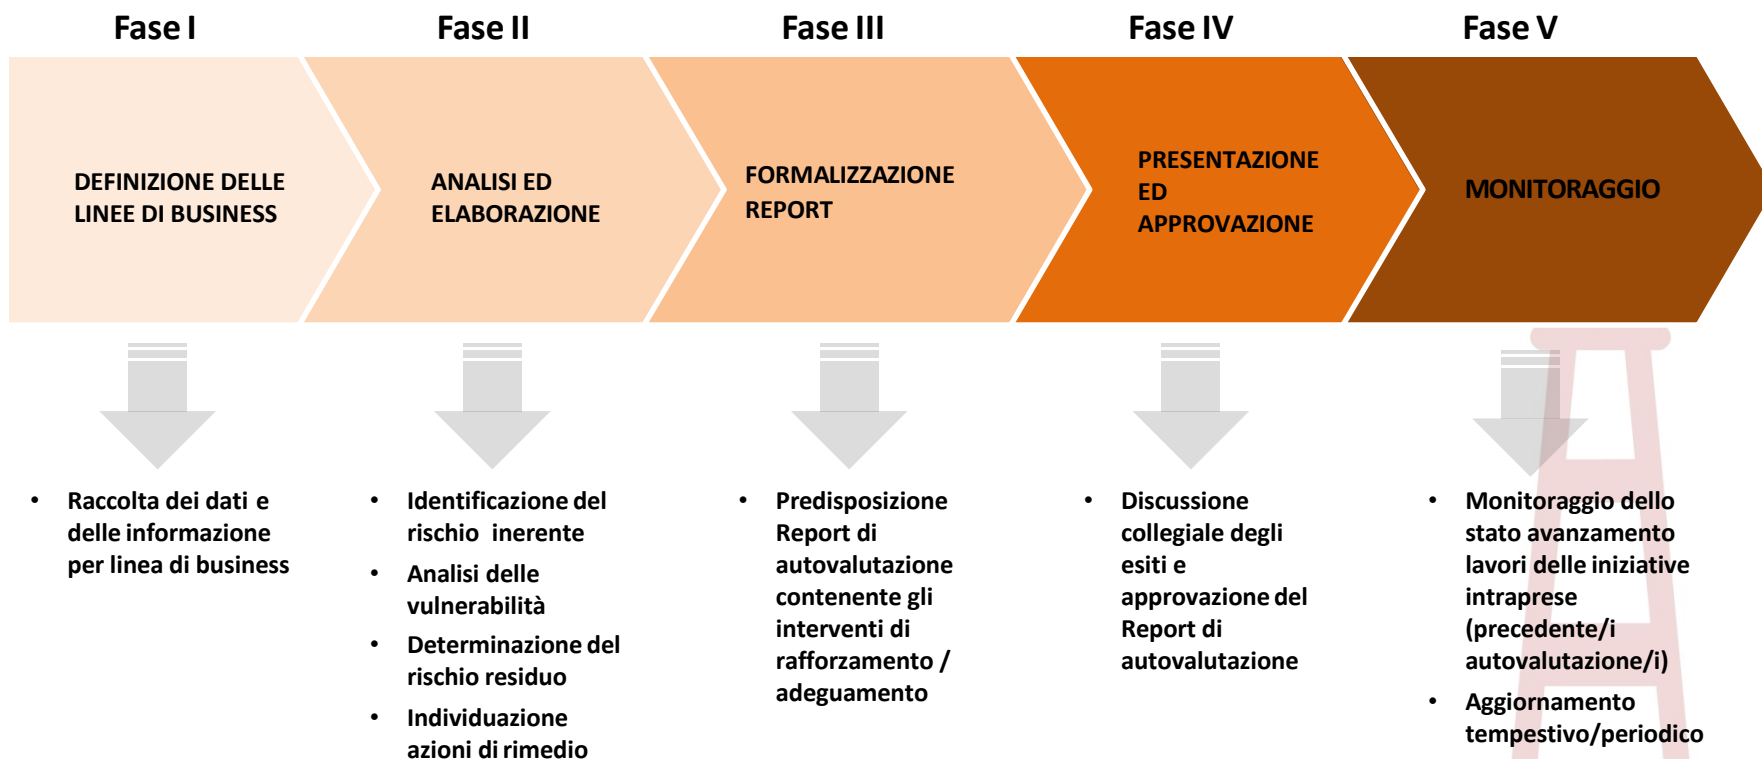 Fase I
Fase II
Fase III
Fase IV
Fase V
DEFINIZIONE DELLE
LINEE DI BUSINESS
ANALISI ED
ELABORAZIONE
FORMALIZZAZIONE
REPORT
PRESENTAZIONE
ED
APPROVAZIONE
MONITORAGGIO
• Raccolta dei dati e
delle informazione
per linea di business
• Identificazione del
rischio inerente
• Analisi delle
vulnerabilità
• Determinazione del
rischio residuo
• Individuazione
azioni di rimedio
• Predisposizione
Report di
autovalutazione
contenente gli
interventi di
rafforzamento /
adeguamento
• Discussione
collegiale degli
esiti e
approvazione del
Report di
autovalutazione
• Monitoraggio dello
stato avanzamento
lavori delle iniziative
intraprese
(precedente/i
autovalutazione/i)
• Aggiornamento
tempestivo/periodico